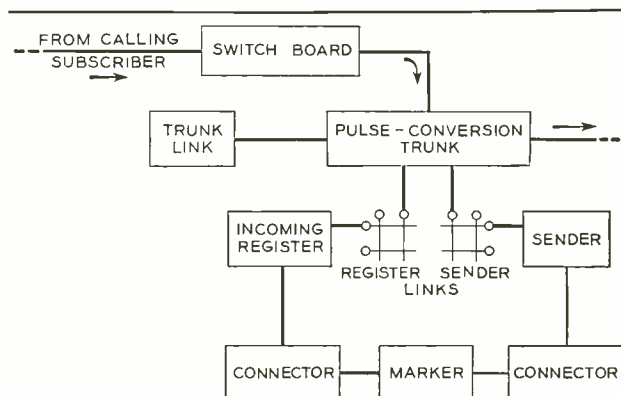 FROM CALLING
SUBSCRIBER
SWITCH BOARD
TRUNK
LINK
PULSE-CONVERSION
TRUNK
INCOMING
REGISTER
REGISTER SENDER
LINKS
SENDER
CONNECTOR
MARKER
CONNECTOR